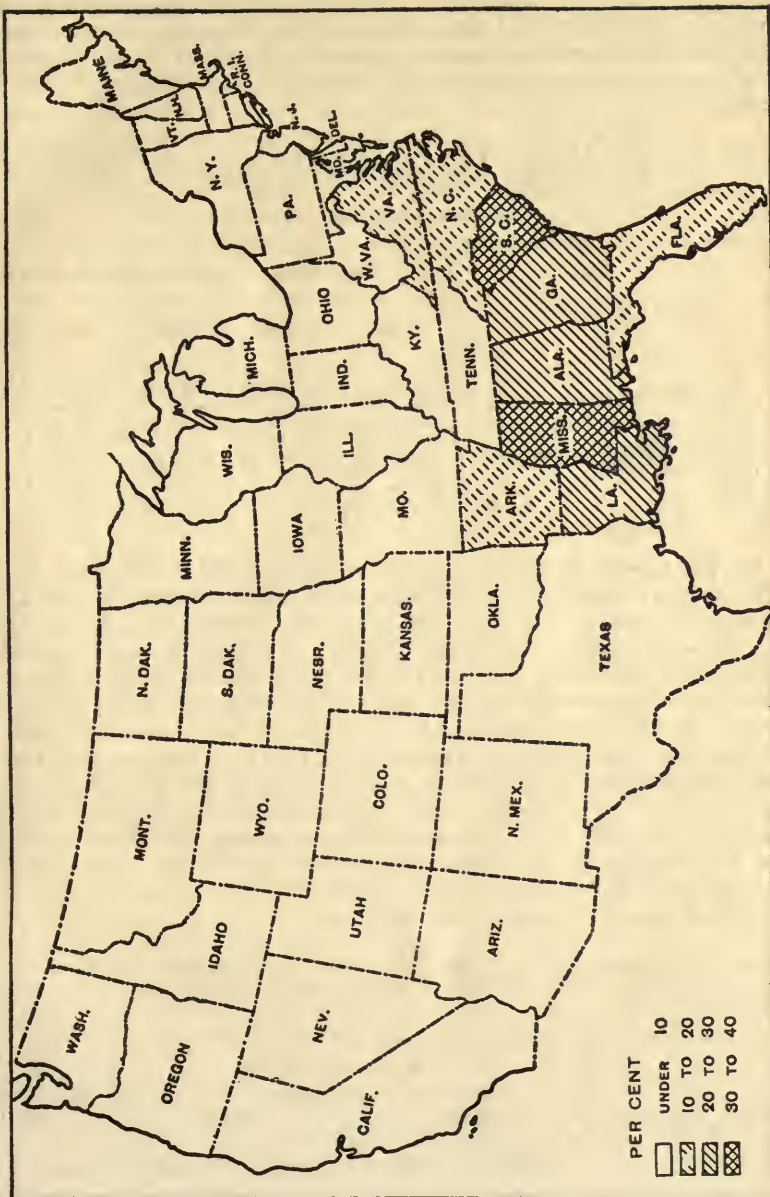 WASH.
OREGON
CALIF.
NEV.
IDAHO
MONT.
WYO.
UTAH
ARIZ.
COLO.
N. MEX.
N. DAK.
S. DAK.
NEBR.
KANSAS.
OKLA.
TEXAS
MINN.
IOWA
MO.
ARK.
LA.
WIS.
ILL.
MICH.
IND.
OHIO
KY.
TENN.
MISS.
ALA.
GA.
FLA.
S. C.
N. C.
VA.
W. VA.
MD.
DEL.
PA.
N. J.
N. Y.
CONN.
R. I.
MASS.
VT.
N.H.
MAINE
PER CENT
UNDER 10
10 TO 20
20 TO 30
30 TO 40